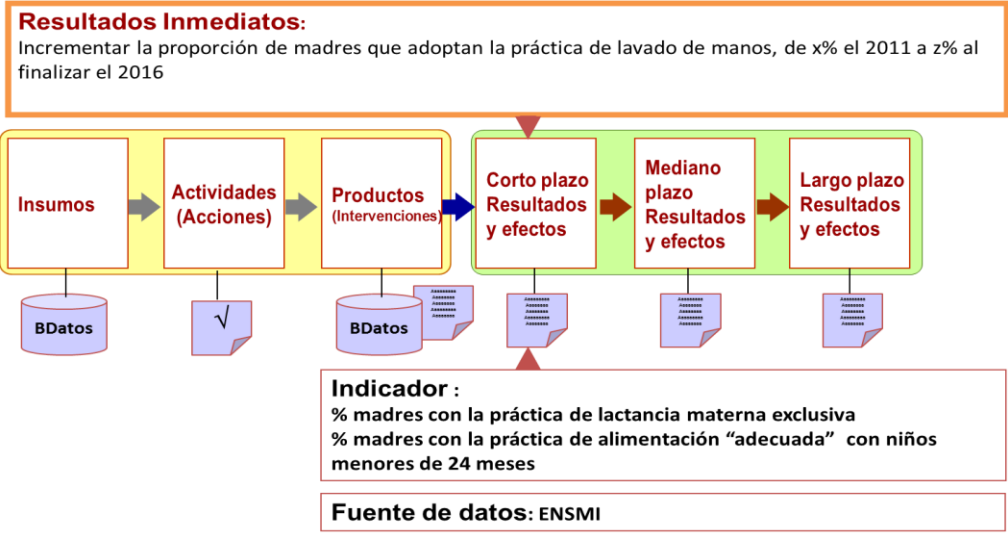 Resultados Inmediatos:
Incrementar la proporción de madres que adoptan la práctica de lavado de manos, de x% el 2011 a z% al
finalizar el 2016
Insumos
Actividades
(Acciones)
Productos
(Intervenciones)
Corto plazo
Resultados
y efectos
Mediano
plazo
Resultados
y efectos
Largo plazo
Resultados
y efectos
BDatos
√
BDatos
Indicador :
% madres con la práctica de lactancia materna exclusiva
% madres con la práctica de alimentación “adecuada” con niños
menores de 24 meses
Fuente de datos: ENSMI